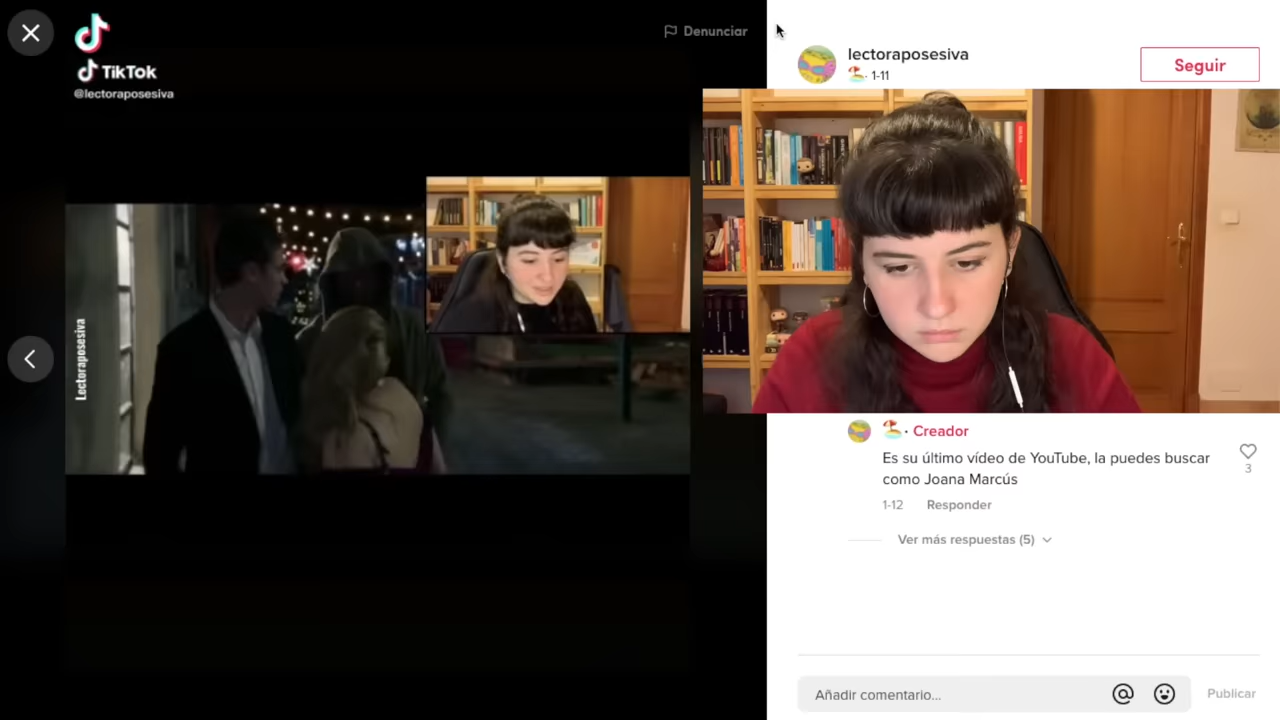 TikTok
@lectoraposesiva
Denunciar
Lectoraposesiva
lectoraposesiva
🏖️· 1-11
Seguir
🏖️· Creador
Es su último vídeo de YouTube, la puedes buscar
como Joana Marcús
3
1-12 Responder
Ver más respuestas (5)
Añadir comentario...
Publicar